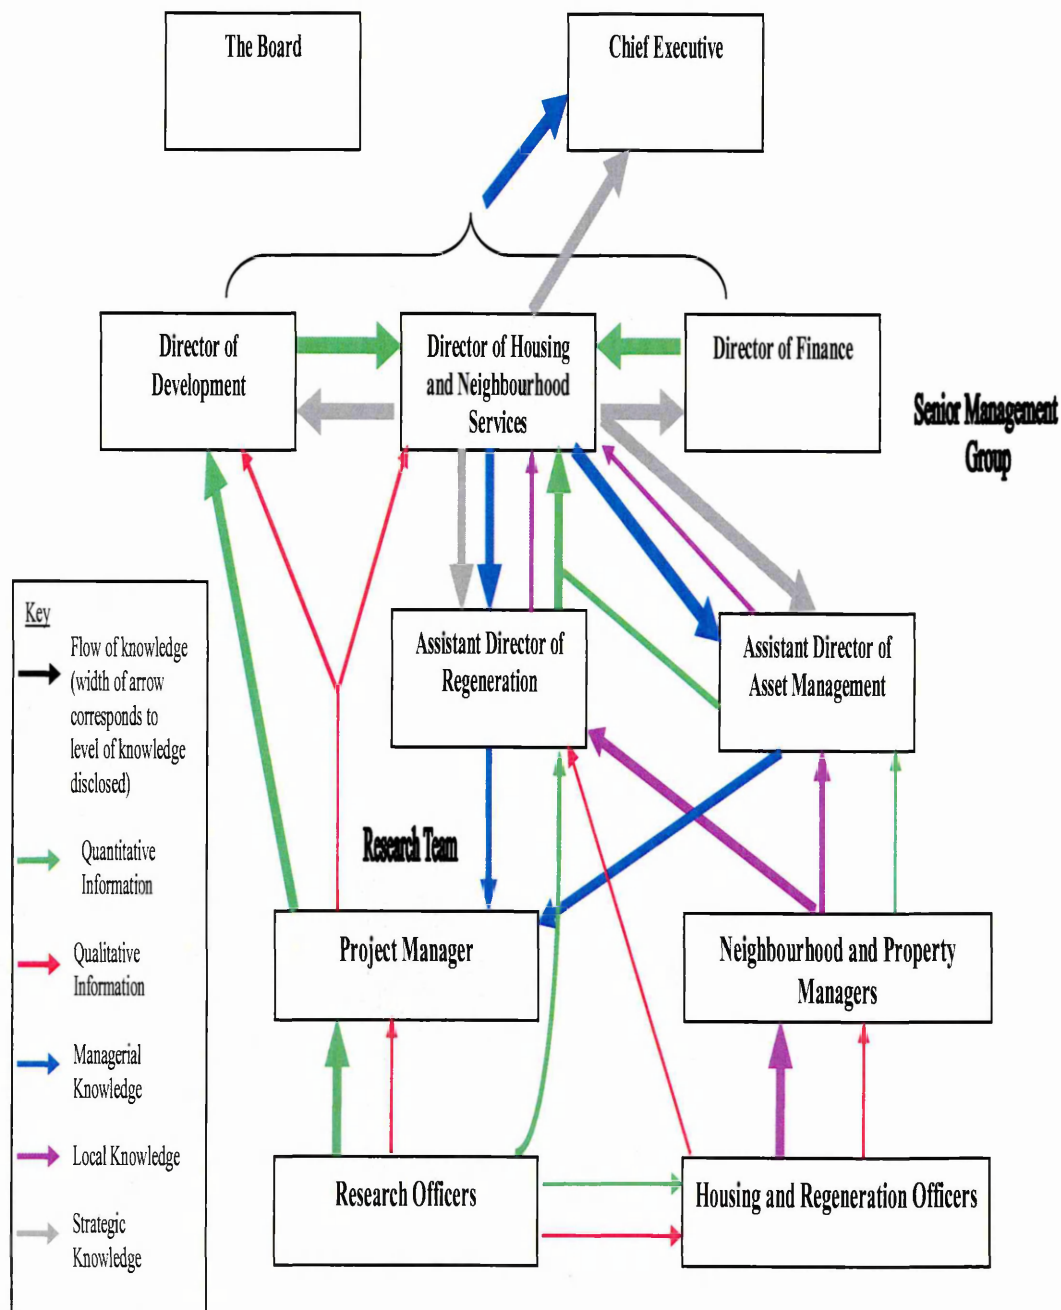 The Board
Chief Executive
Director of
Development
Director of Housing
and Neighbourhood
Services
Director of Finance
Senior Management
Group
Key
Flow of knowledge
(width of arrow
corresponds to
level of knowledge
disclosed)
Quantitative
Information
Qualitative
Information
Managerial
Knowledge
Local Knowledge
Strategic
Knowledge
Assistant Director of
Regeneration
Assistant Director of
Asset Management
Research Team
Project Manager
Neighbourhood and Property
Managers
Research Officers
Housing and Regeneration Officers